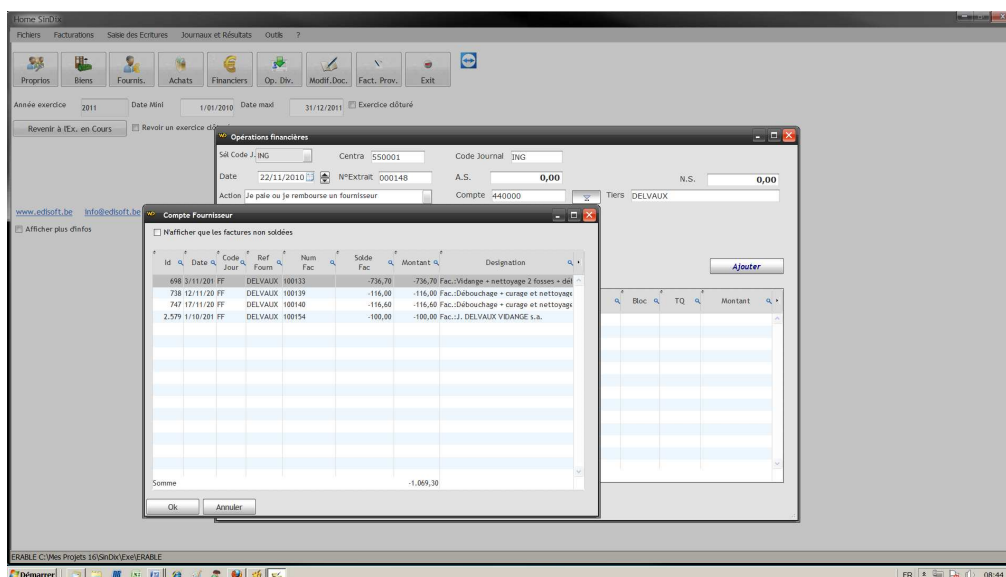 Home SinDix
Fichiers Facturations Saisie des Ecritures Journaux et Résultats Outils ?
Proprios Biens Fournis. Achats Financiers Op. Div. Modif.Doc. Fact. Prov. Exit
Année exercice 2011 Date Mini 1/01/2010 Date maxi 31/12/2011 Exercice clôturé
Revenir à l'Ex. en Cours Revoir un exercice
Opérations financières
Sél Code J. ING Centra 550001 Code Journal ING
Date 22/11/2010 N°Extrait 000148 A.S. 0,00 N.S. 0,00
Action Je paie ou je rembourse un fournisseur Compte 440000 Tiers DELVAUX
www.edisoft.be info@edisoft.be
Afficher plus d'infos
Compte Fournisseur
N'afficher que les factures non soldées
Id Date Code Jour Ref Fourn Num Fac Solde Fac Montant Designation
698 3/11/201 FF DELVAUX 100133 -736,70 -736,70 Fac.:Vidange + nettoyage 2 fosses + dél
738 12/11/20 FF DELVAUX 100139 -116,00 -116,00 Fac.:Débouchage + curage et nettoyage
747 17/11/20 FF DELVAUX 100140 -116,60 -116,60 Fac.:Débouchage + curage et nettoyage
2.579 1/10/201 FF DELVAUX 100154 -100,00 -100,00 Fac.:J. DELVAUX VIDANGE s.a.
Somme -1.069,30
Ok Annuler
Ajouter
Bloc TQ Montant
ERABLE C:\Mes Projets 16\SinDix\Exe\ERABLE
Démarrer FR 08:44